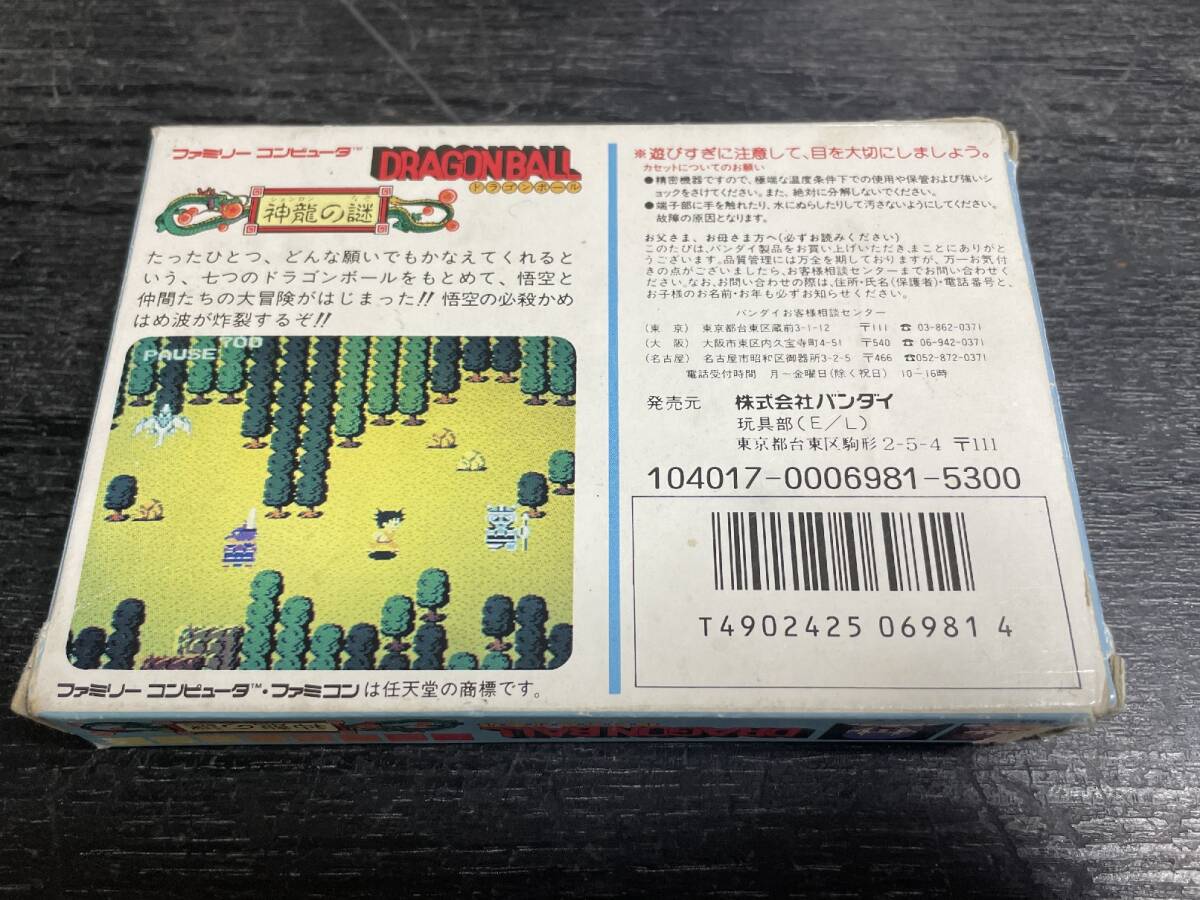 ファミリー コンピュータ™
DRAGONBALL
ドラゴンボール
神龍の謎
たったひとつ、どんな願いでもかなえてくれると
いう、七つのドラゴンボールをもとめて、悟空と
仲間たちの大冒険がはじまった!! 悟空の必殺かめ
はめ波が炸裂するぞ!!
PAUSE 700
ファミリー コンピュータ™・ファミコンは任天堂の商標です。
※遊びすぎに注意して、目を大切にしましょう。
カセットについてのお願い
●精密機器ですので、極端な温度条件下での使用や保管および強いショ
ックをさけてください。また、絶対に分解しないでください。
●端子部に手を触れたり、水にぬらしたりして汚さないようにしてください。
故障の原因となります。
お父さま、お母さま方へ(必ずお読みください)
このたびは、バンダイ製品をお買い上げいただき、まことにありがと
うございます。品質管理には万全を期しておりますが、万一お気付
きの点がございましたら、お客様相談センターまでお問い合わせくだ
さい。なお、お問い合わせの際は、住所・氏名(保護者)・電話番号と、
お子様のお名前・お年も必ずお知らせください。
バンダイお客様相談センター
(東 京) 東京都台東区蔵前3-1-12 〒111 ☎ 03-862-0371
(大 阪) 大阪市東区内久宝寺町4-51 〒540 ☎ 06-942-0371
(名古屋) 名古屋市昭和区御器所3-2-5 〒466 ☎052-872-0371
電話受付時間 月〜金曜日(除く祝日) 10-16時
発売元 株式会社バンダイ
玩具部(E/L)
東京都台東区駒形2-5-4 〒111
104017-0006981-5300
T4902425 06981 4
神龍の謎
DRAGONBALL